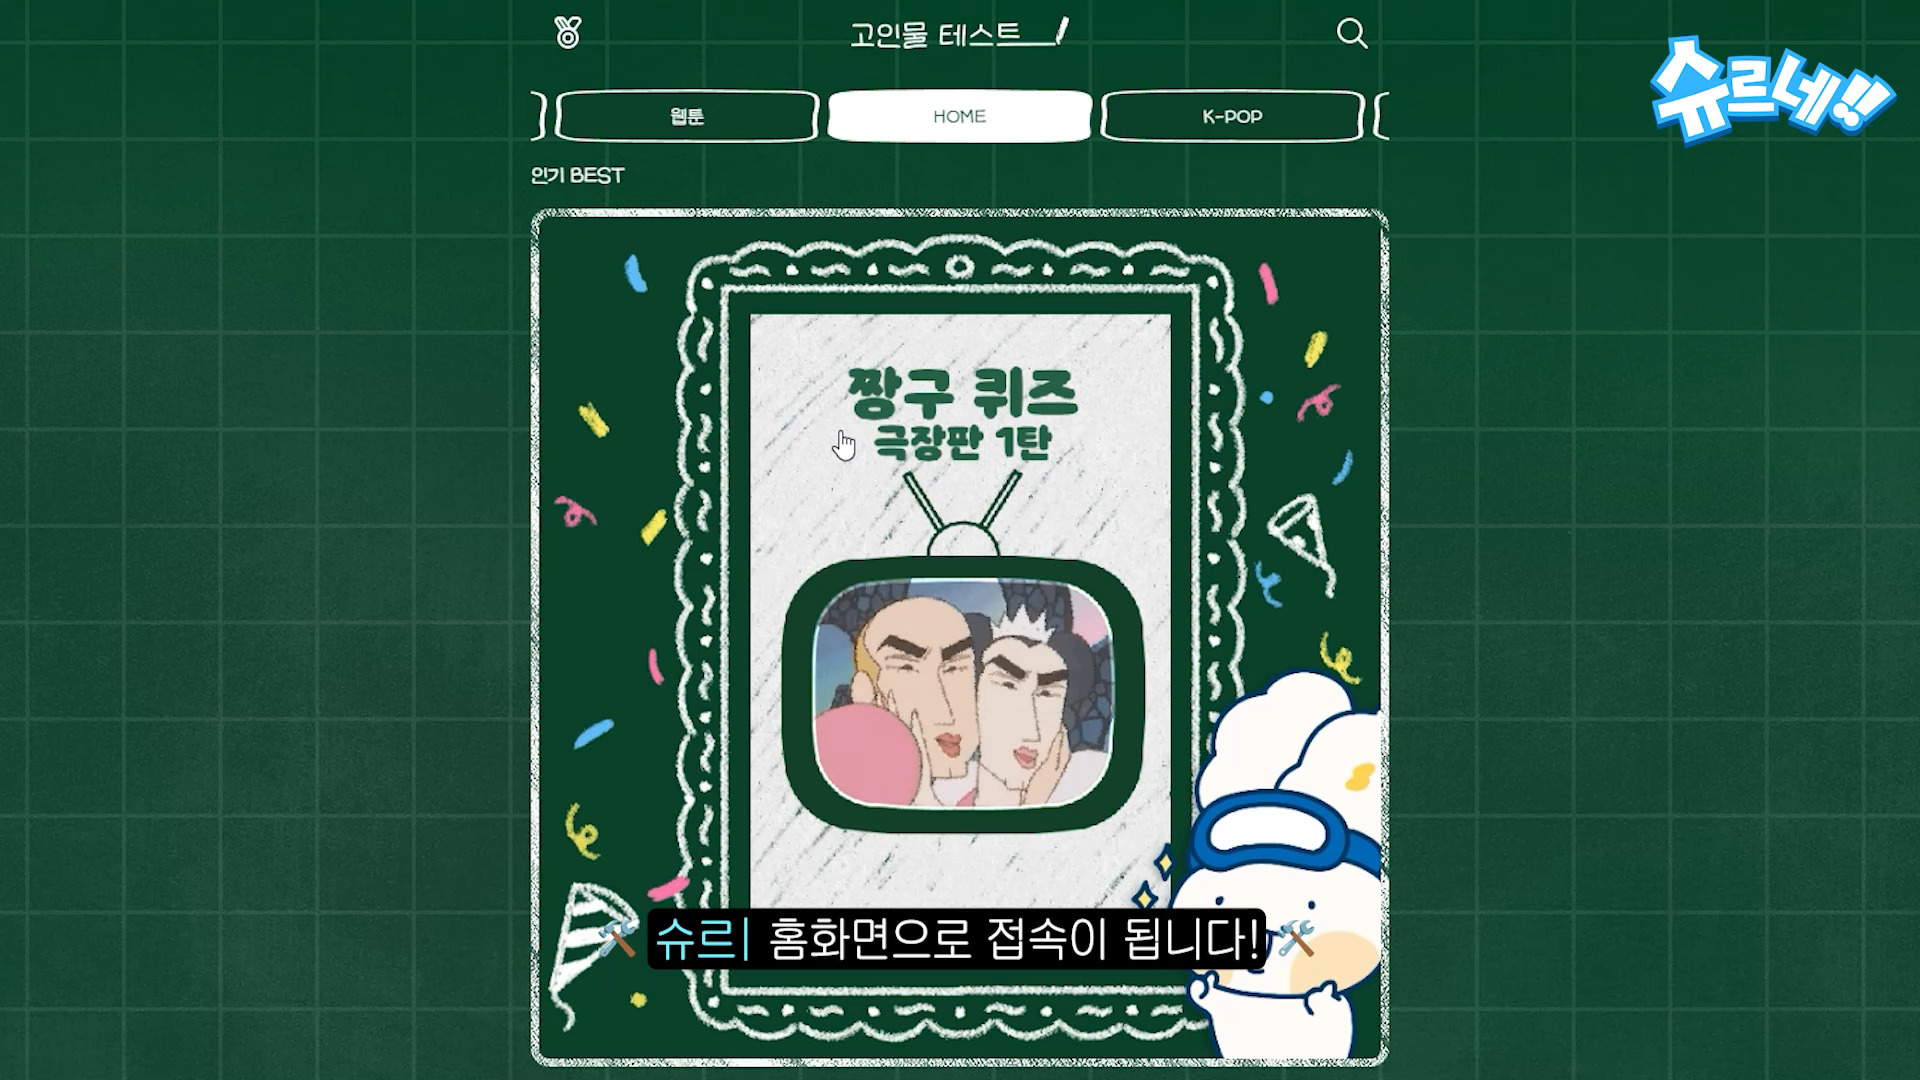 고인물 테스트
슈르네!!
웹툰
HOME
K-POP
인기 BEST
짱구 퀴즈
극장판 1탄
슈르| 홈화면으로 접속이 됩니다!